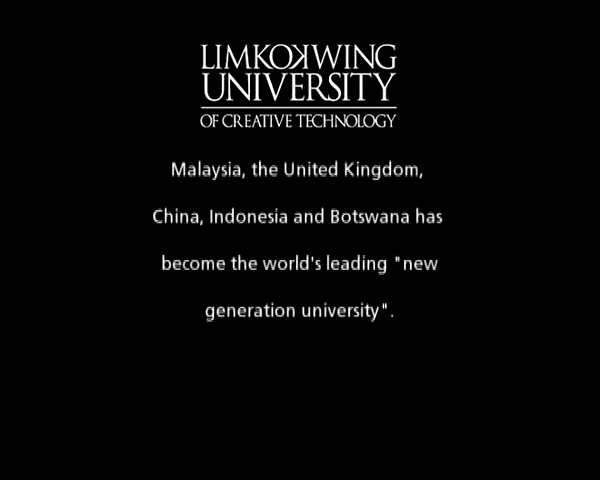 LIMKOKWING
UNIVERSITY
OF CREATIVE TECHNOLOGY
Malaysia, the United Kingdom,
China, Indonesia and Botswana has
become the world's leading "new
generation university".